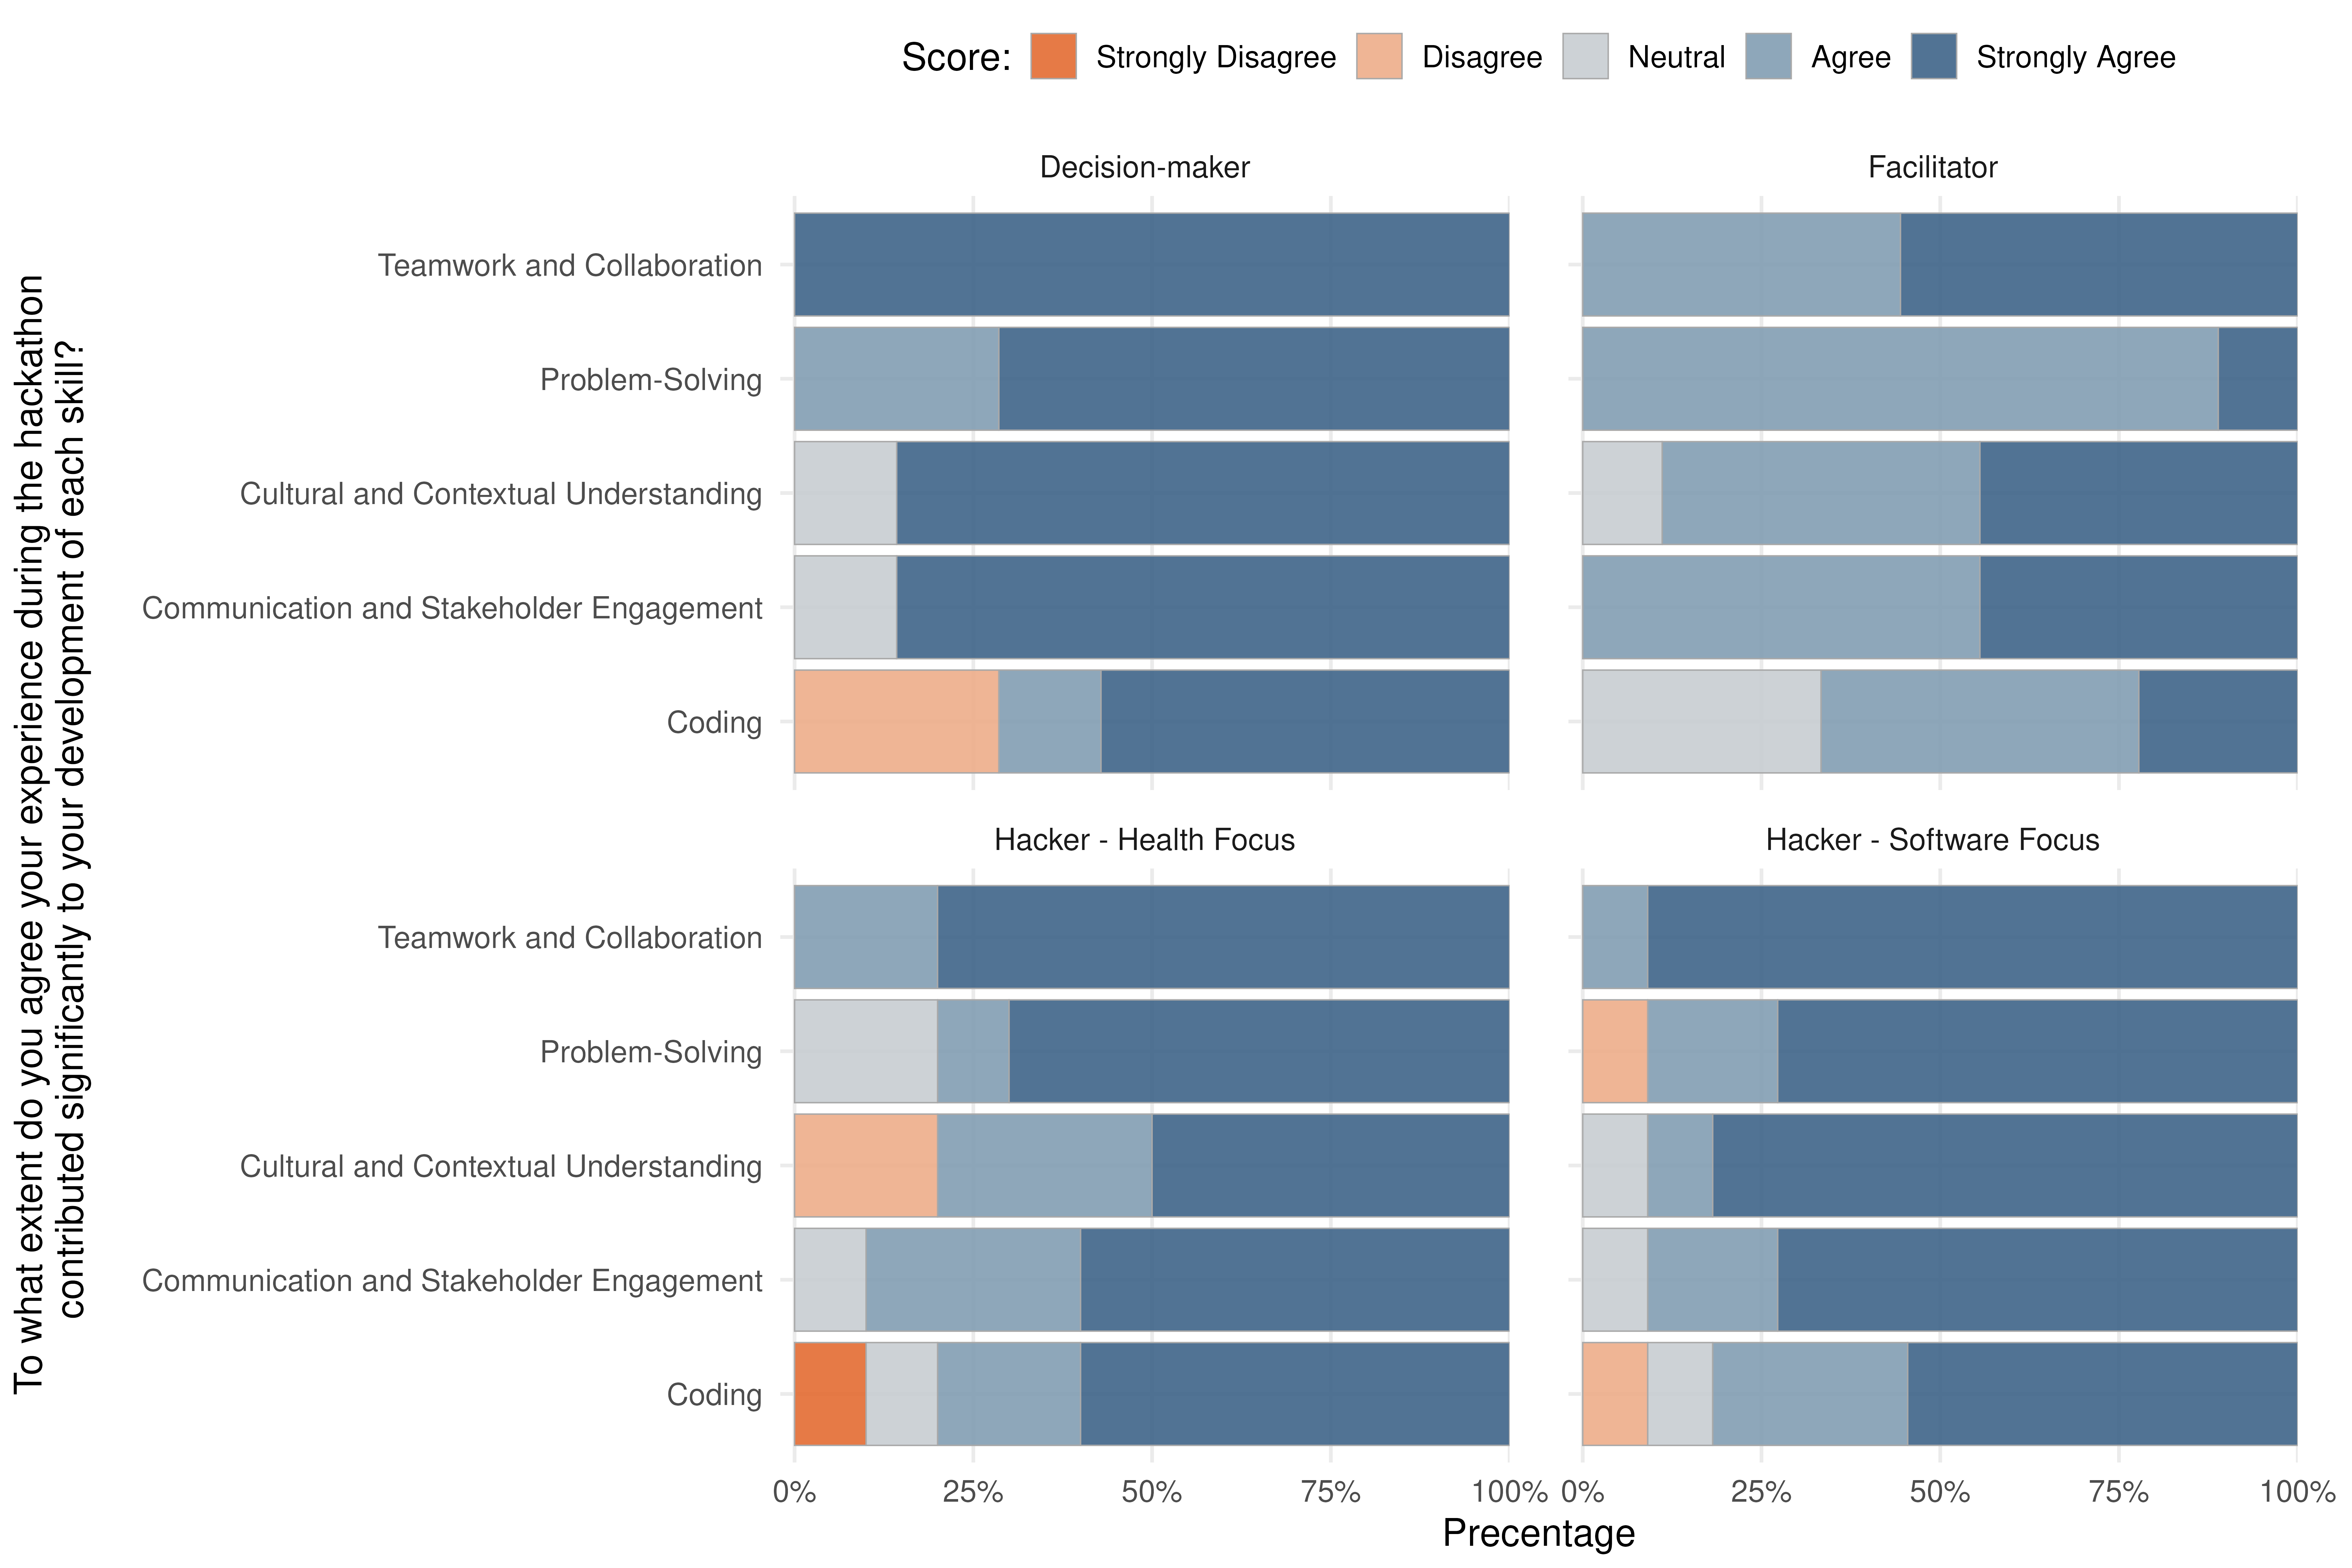 Score: Strongly Disagree Disagree Neutral Agree Strongly Agree
To what extent do you agree your experience during the hackathon
contributed significantly to your development of each skill?
Decision-maker
Facilitator
Teamwork and Collaboration
Problem-Solving
Cultural and Contextual Understanding
Communication and Stakeholder Engagement
Coding
Hacker - Health Focus
Hacker - Software Focus
Teamwork and Collaboration
Problem-Solving
Cultural and Contextual Understanding
Communication and Stakeholder Engagement
Coding
0% 25% 50% 75% 100% 0% 25% 50% 75% 100%
Precentage